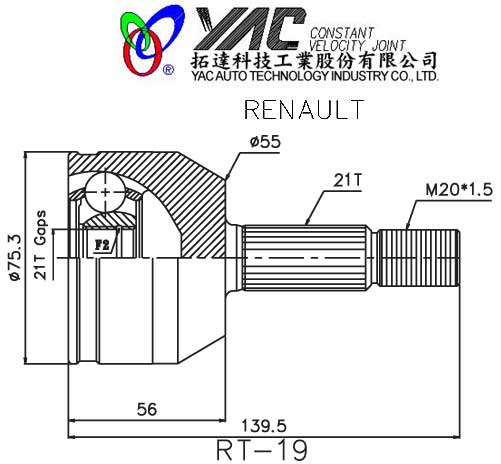 YAC CONSTANT
VELOCITY JOINT
®
拓達科技工業股份有限公司
YAC AUTO TECHNOLOGY INDUSTRY CO., LTD.
RENAULT
ø55
21T
M20*1.5
ø75.3
21T Gaps
F2
56
139.5
RT-19